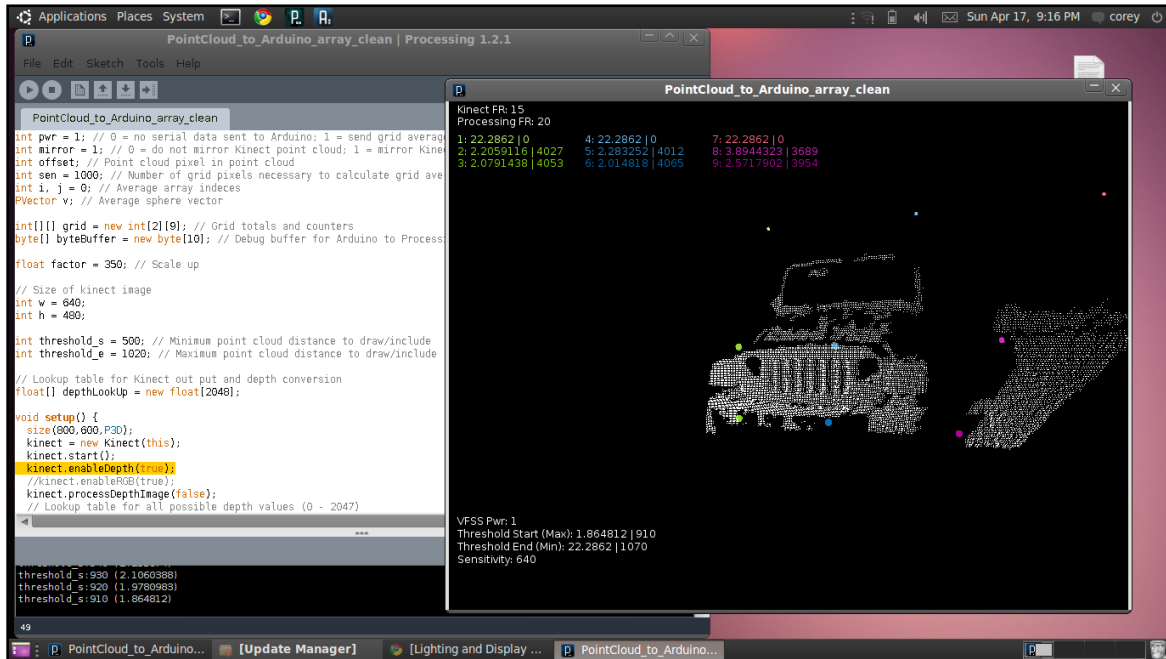 Applications Places System
Sun Apr 17, 9:16 PM corey
PointCloud_to_Arduino_array_clean | Processing 1.2.1
File Edit Sketch Tools Help
PointCloud_to_Arduino_array_clean
int pwr = 1; // 0 = no serial data sent to Arduino; 1 = send grid average
int mirror = 1; // 0 = do not mirror Kinect point cloud; 1 = mirror Kine
int offset; // Point cloud pixel in point cloud
int sen = 1000; // Number of grid pixels necessary to calculate grid ave
int i, j = 0; // Average array indeces
PVector v; // Average sphere vector
int[][] grid = new int[2][9]; // Grid totals and counters
byte[] byteBuffer = new byte[10]; // Debug buffer for Arduino to Process
float factor = 350; // Scale up
// Size of kinect image
int w = 640;
int h = 480;
int threshold_s = 500; // Minimum point cloud distance to draw/include
int threshold_e = 1020; // Maximum point cloud distance to draw/include
// Lookup table for Kinect out put and depth conversion
float[] depthLookUp = new float[2048];
void setup() {
size(800,600,P3D);
kinect = new Kinect(this);
kinect.start();
kinect.enableDepth(true);
//kinect.enableRGB(true);
kinect.processDepthImage(false);
// Lookup table for all possible depth values (0 - 2047)
threshold_s:930 (2.1060388)
threshold_s:920 (1.9780983)
threshold_s:910 (1.864812)
49
PointCloud_to_Arduino_array_clean
Kinect FR: 15
Processing FR: 20
1: 22.2862 | 0 4: 22.2862 | 0 7: 22.2862 | 0
2: 2.2059116 | 4027 5: 2.283252 | 4012 8: 3.8944323 | 3689
3: 2.0791438 | 4053 6: 2.014818 | 4065 9: 2.5717902 | 3954
VFSS Pwr: 1
Threshold Start (Max): 1.864812 | 910
Threshold End (Min): 22.2862 | 1070
Sensitivity: 640
PointCloud_to_Arduino... [Update Manager] [Lighting and Display ... PointCloud_to_Arduino...